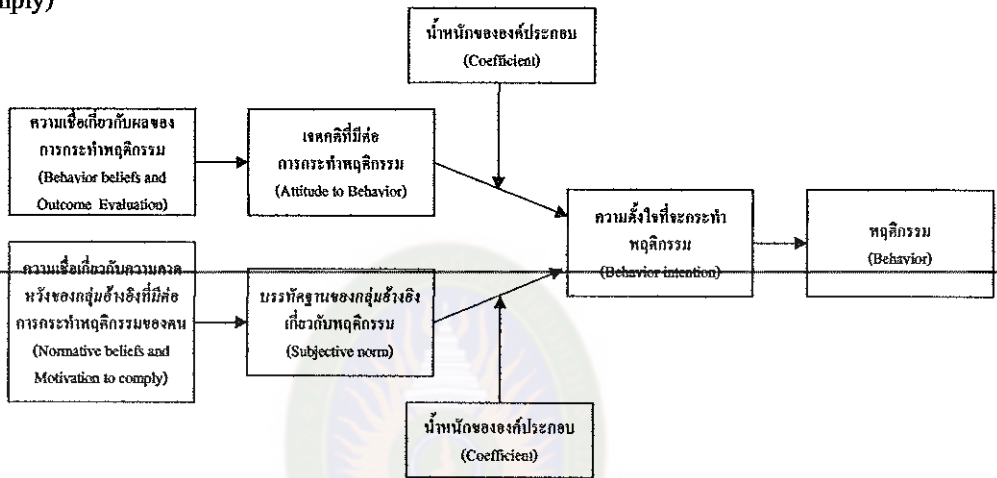 mply)
น้ำหนักขององค์ประกอบ
(Coefficient)
ความเชื่อเกี่ยวกับผลของ
การกระทำพฤติกรรม
(Behavior beliefs and
Outcome Evaluation)
เจตคติที่มีต่อ
การกระทำพฤติกรรม
(Attitude to Behavior)
ความตั้งใจที่จะกระทำ
พฤติกรรม
(Behavior intention)
พฤติกรรม
(Behavior)
ความเชื่อเกี่ยวกับความคาด
หวังของกลุ่มอ้างอิงที่มีต่อ
การกระทำพฤติกรรมของตน
(Normative beliefs and
Motivation to comply)
บรรทัดฐานของกลุ่มอ้างอิง
เกี่ยวกับพฤติกรรม
(Subjective norm)
น้ำหนักขององค์ประกอบ
(Coefficient)